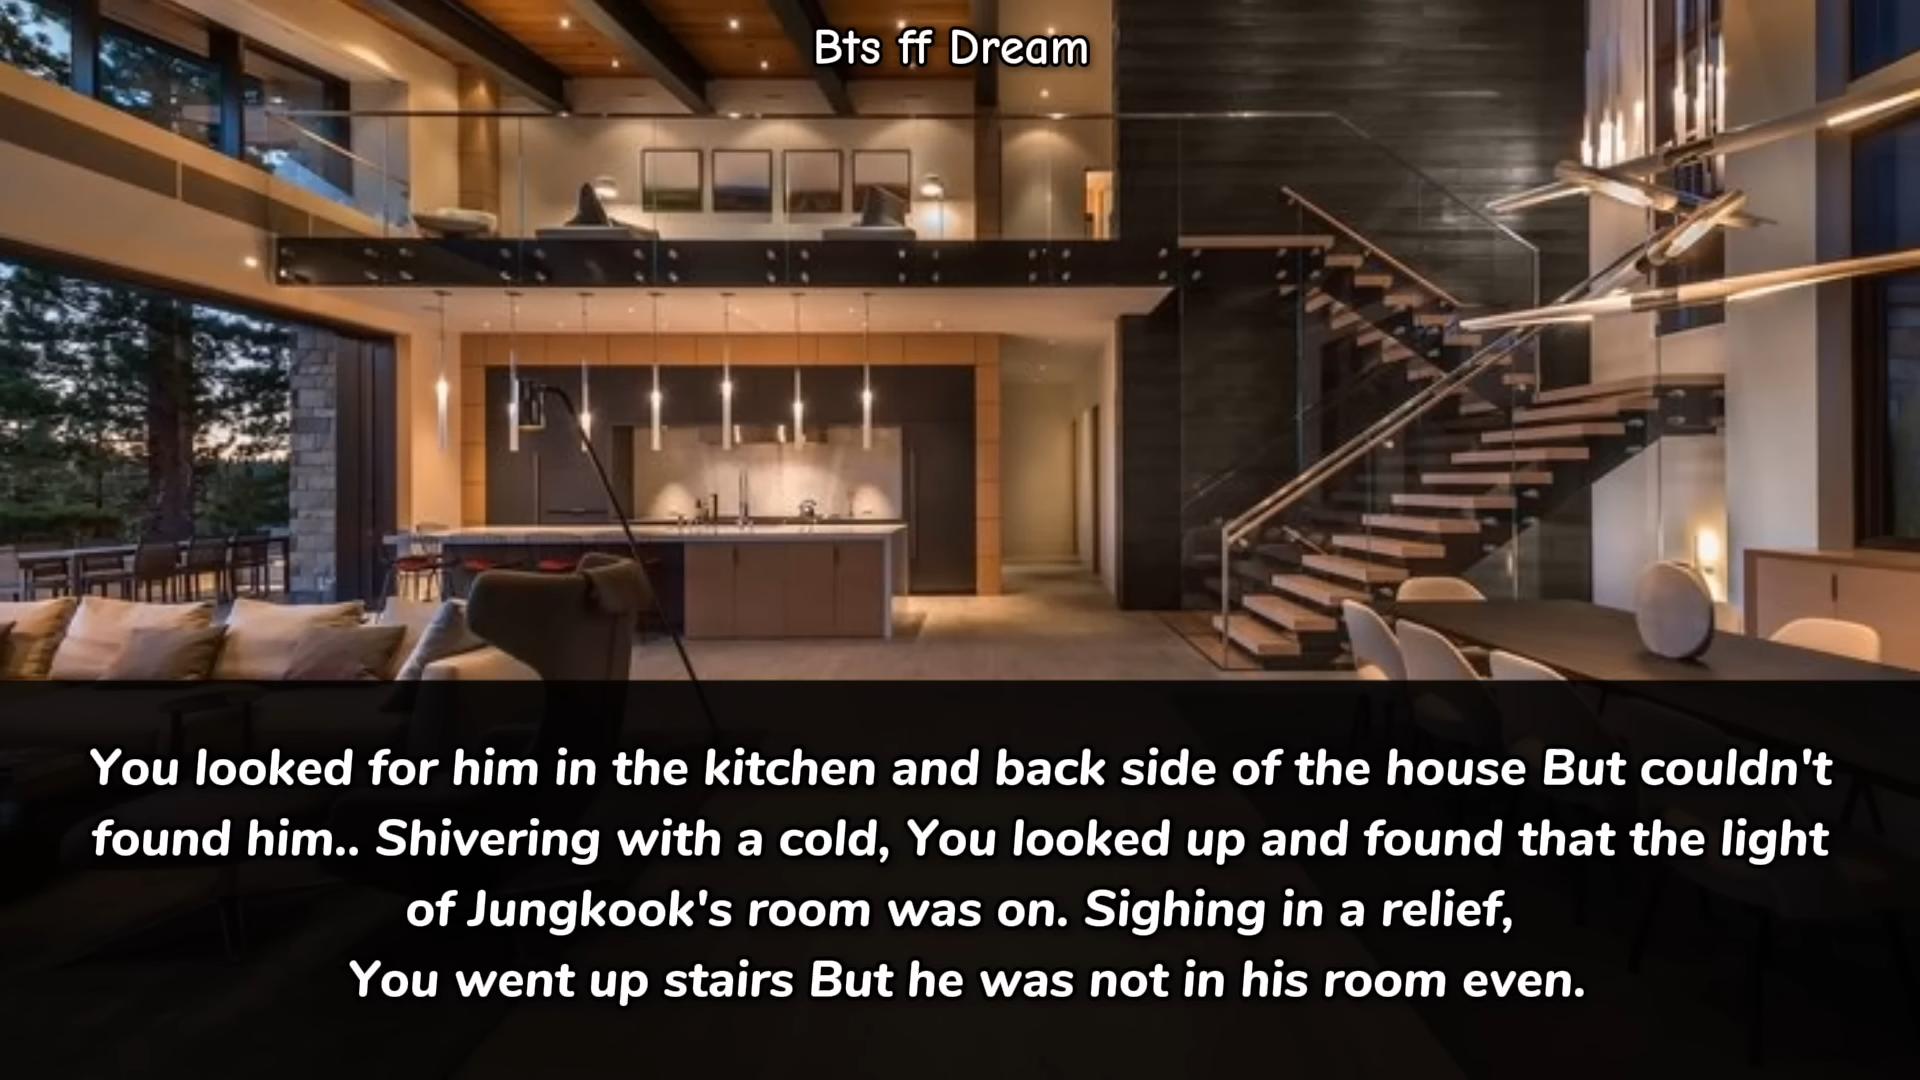 Bts ff Dream
You looked for him in the kitchen and back side of the house But couldn't
found him.. Shivering with a cold, You looked up and found that the light
of Jungkook's room was on. Sighing in a relief,
You went up stairs But he was not in his room even.